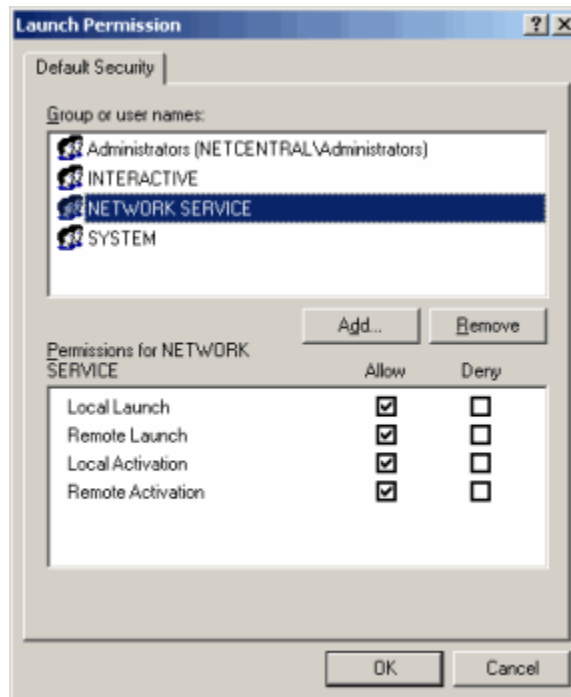 Launch Permission
Default Security
Group or user names:
Administrators (NETCENTRAL\Administrators)
INTERACTIVE
NETWORK SERVICE
SYSTEM
Add... Remove
Permissions for NETWORK
SERVICE Allow Deny
Local Launch
Remote Launch
Local Activation
Remote Activation
OK Cancel